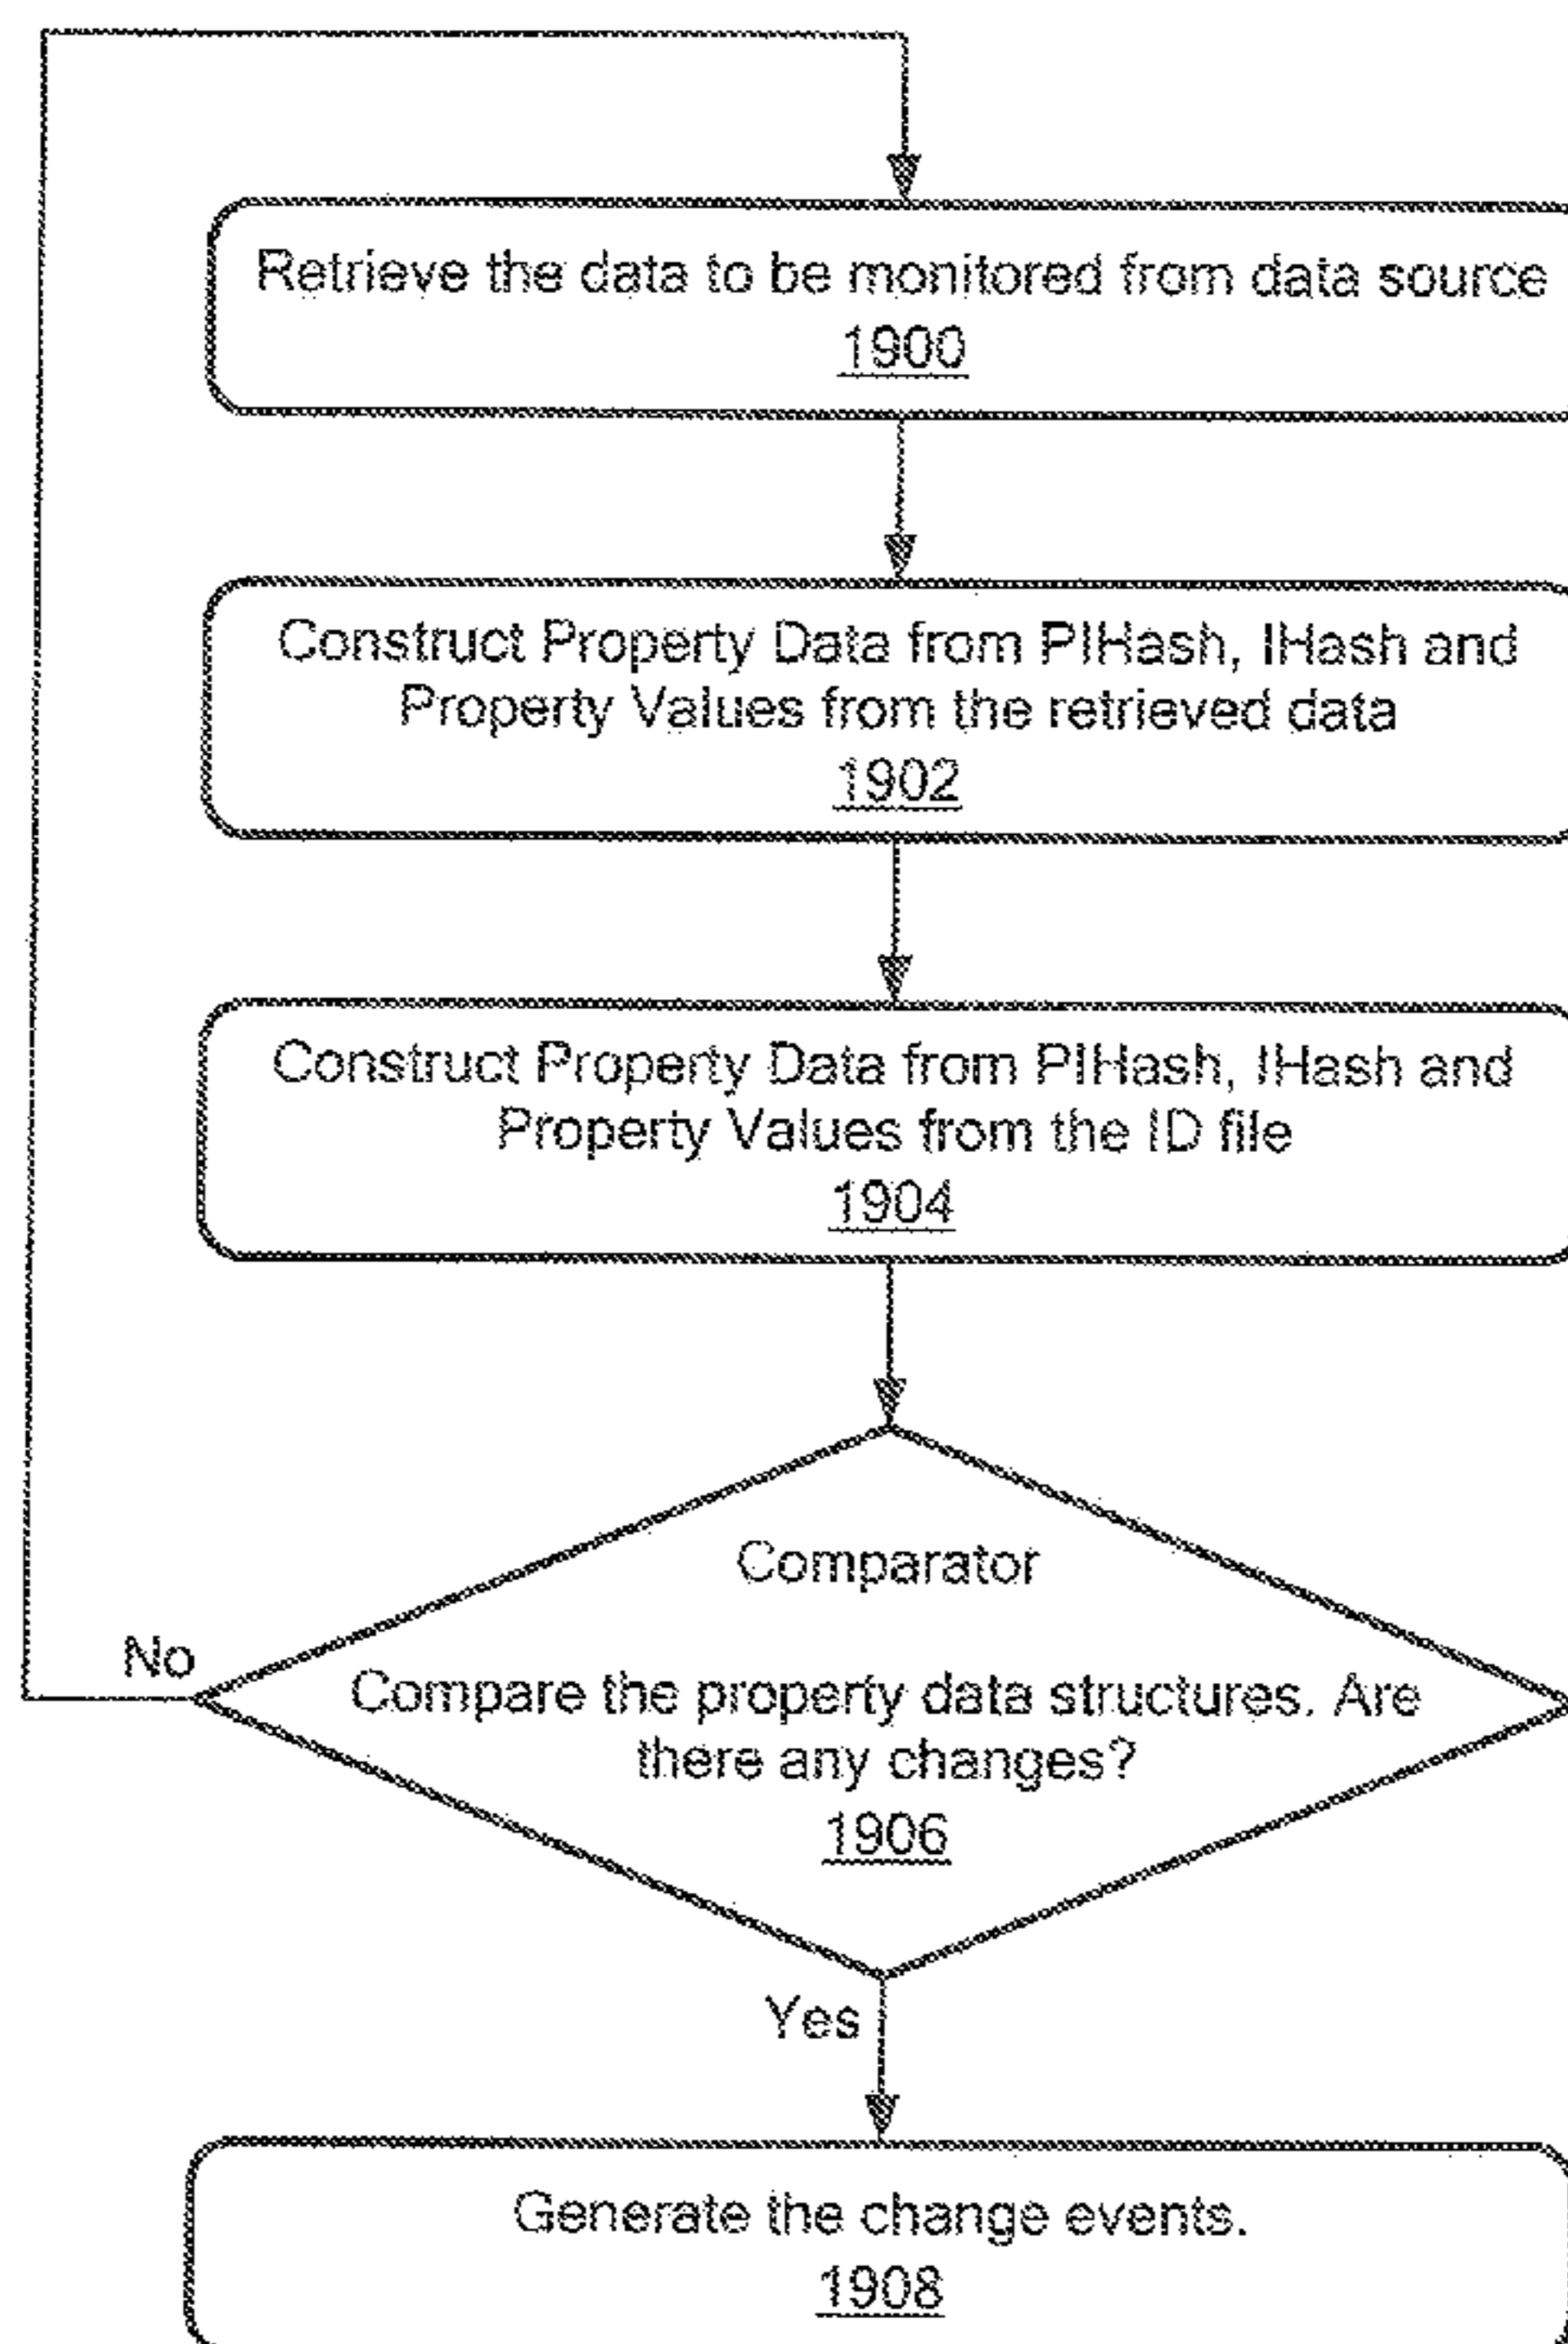 Retrieve the data to be monitored from data source
1900
Construct Property Data from PIHash, IHash and
Property Values from the retrieved data
1902
Construct Property Data from PIHash, IHash and
Property Values from the ID file
1904
Comparator
No
Compare the property data structures. Are
there any changes?
1906
Yes
Generate the change events.
1908